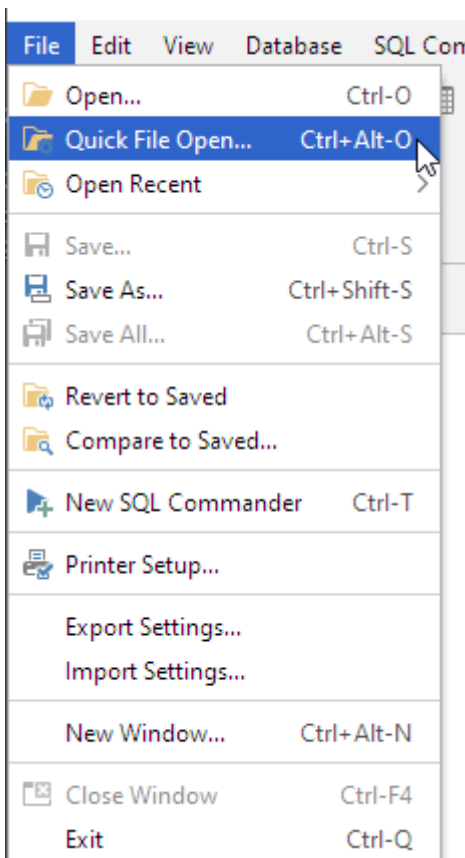 File Edit View Database SQL Com
Open... Ctrl-O
Quick File Open... Ctrl+Alt-O
Open Recent
Save... Ctrl-S
Save As... Ctrl+Shift-S
Save All... Ctrl+Alt-S
Revert to Saved
Compare to Saved...
New SQL Commander Ctrl-T
Printer Setup...
Export Settings...
Import Settings...
New Window... Ctrl+Alt-N
Close Window Ctrl-F4
Exit Ctrl-Q